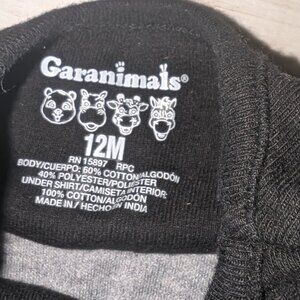 Garanimals®
12M
RN 15897 RPC
BODY/CUERPO: 60% COTTON/ALGODÓN
40% POLYESTER/POLIÉSTER
UNDER SHIRT/CAMISETA INTERIOR:
100% COTTON/ALGODÓN
MADE IN / HECHO EN INDIA